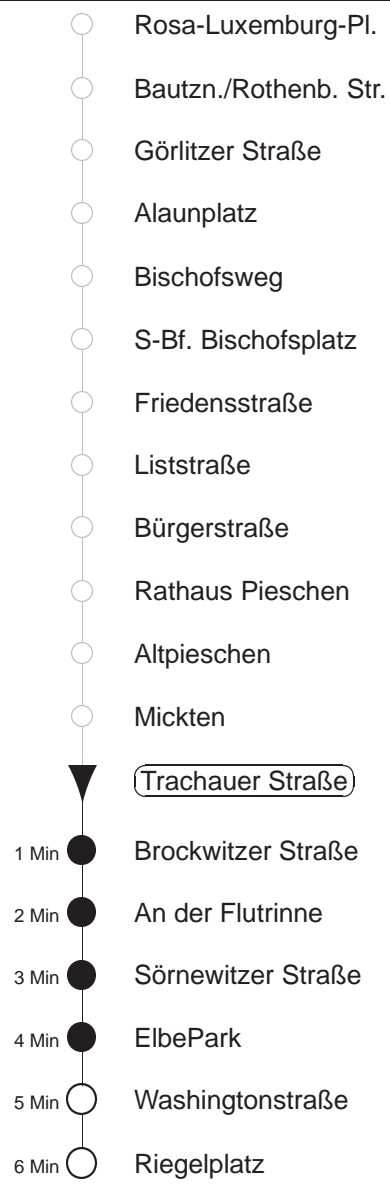 Rosa-Luxemburg-Pl.
Bautzn./Rothenb. Str.
Görlitzer Straße
Alaunplatz
Bischofsweg
S-Bf. Bischofsplatz
Friedensstraße
Liststraße
Bürgerstraße
Rathaus Pieschen
Altpieschen
Mickten
Trachauer Straße
1 Min Brockwitzer Straße
2 Min An der Flutrinne
3 Min Sörnewitzer Straße
4 Min ElbePark
5 Min Washingtonstraße
6 Min Riegelplatz